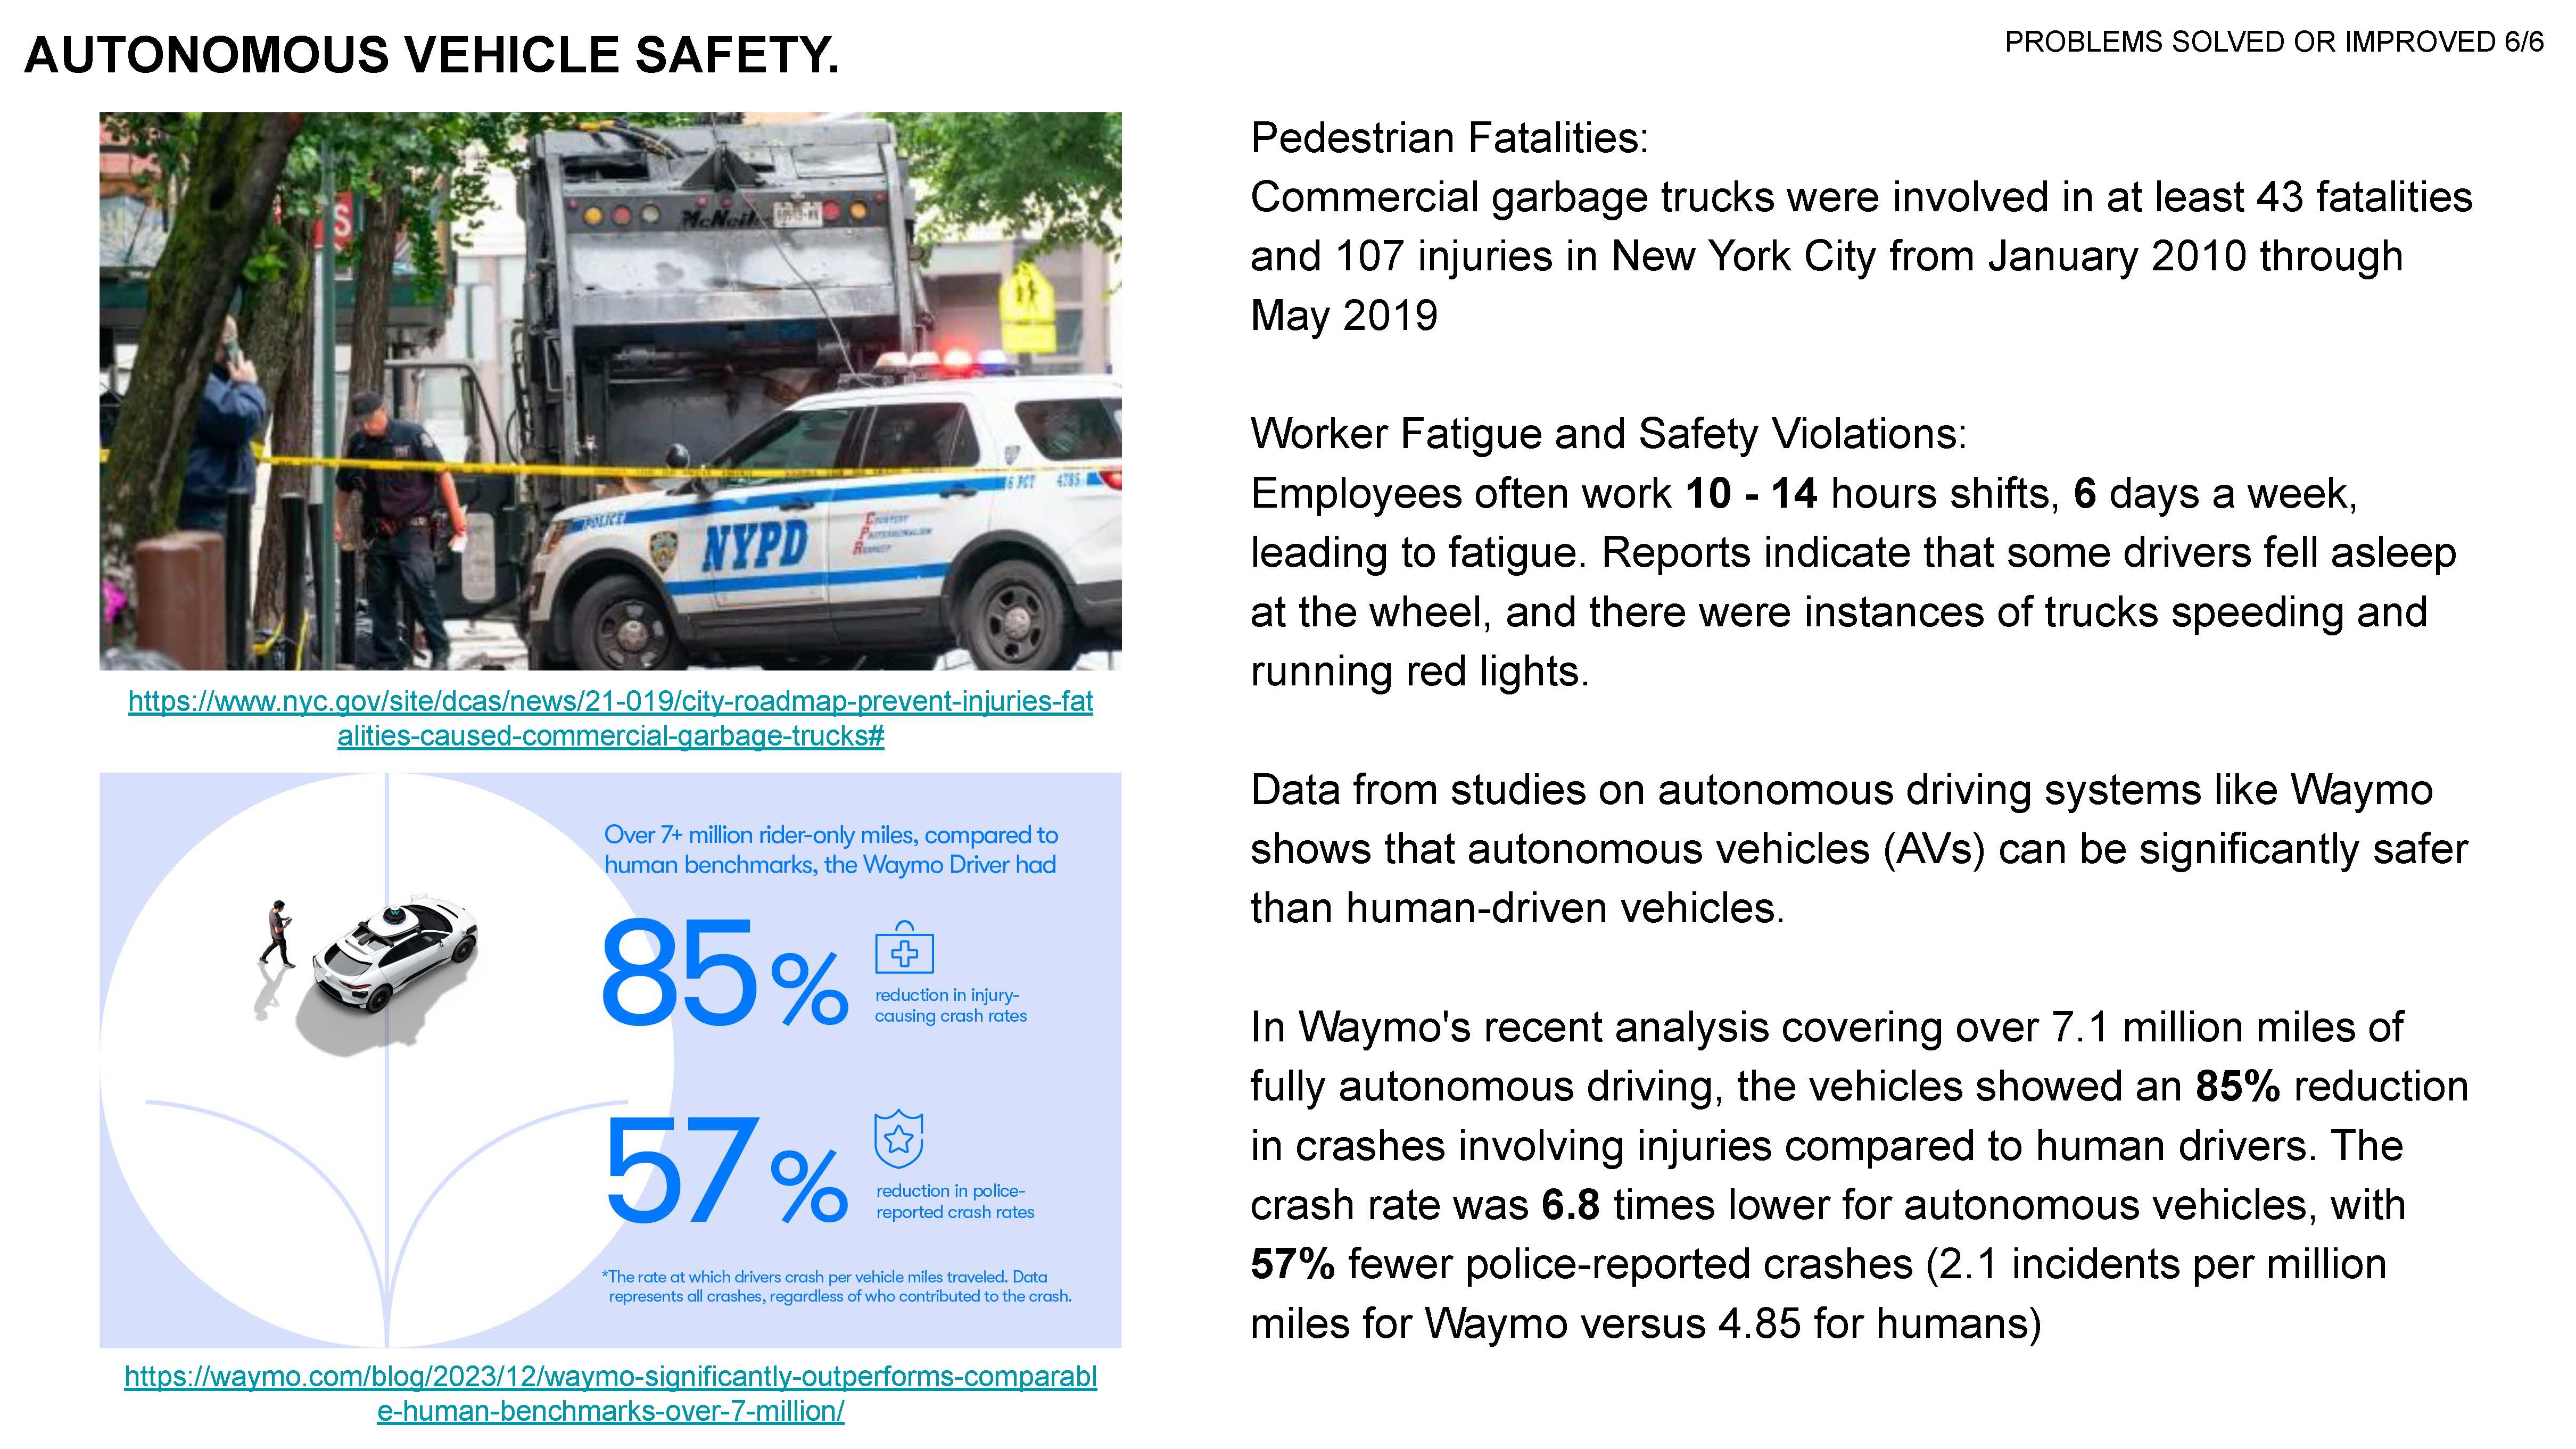 AUTONOMOUS VEHICLE SAFETY.
PROBLEMS SOLVED OR IMPROVED 6/6
McNeil
S
POLICE
NYPD
6 PCT 4785
COURTESY
PROFESSIONALISM
RESPECT
https://www.nyc.gov/site/dcas/news/21-019/city-roadmap-prevent-injuries-fat
alities-caused-commercial-garbage-trucks#
Over 7+ million rider-only miles, compared to
human benchmarks, the Waymo Driver had
85%
reduction in injury-
causing crash rates
57%
reduction in police-
reported crash rates
*The rate at which drivers crash per vehicle miles traveled. Data
represents all crashes, regardless of who contributed to the crash.
https://waymo.com/blog/2023/12/waymo-significantly-outperforms-comparabl
e-human-benchmarks-over-7-million/
Pedestrian Fatalities:
Commercial garbage trucks were involved in at least 43 fatalities
and 107 injuries in New York City from January 2010 through
May 2019
Worker Fatigue and Safety Violations:
Employees often work 10 - 14 hours shifts, 6 days a week,
leading to fatigue. Reports indicate that some drivers fell asleep
at the wheel, and there were instances of trucks speeding and
running red lights.
Data from studies on autonomous driving systems like Waymo
shows that autonomous vehicles (AVs) can be significantly safer
than human-driven vehicles.
In Waymo's recent analysis covering over 7.1 million miles of
fully autonomous driving, the vehicles showed an 85% reduction
in crashes involving injuries compared to human drivers. The
crash rate was 6.8 times lower for autonomous vehicles, with
57% fewer police-reported crashes (2.1 incidents per million
miles for Waymo versus 4.85 for humans)